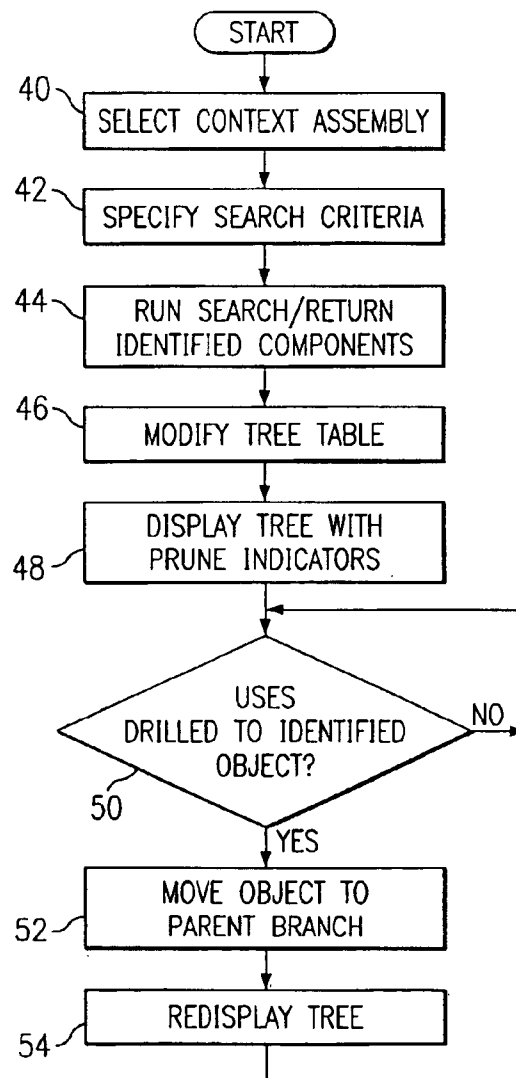 START
40
SELECT CONTEXT ASSEMBLY
42
SPECIFY SEARCH CRITERIA
44
RUN SEARCH/RETURN
IDENTIFIED COMPONENTS
46
MODIFY TREE TABLE
DISPLAY TREE WITH
PRUNE INDICATORS
48
USES
DRILLED TO IDENTIFIED
OBJECT?
NO
50
YES
MOVE OBJECT TO
PARENT BRANCH
52
REDISPLAY TREE
54